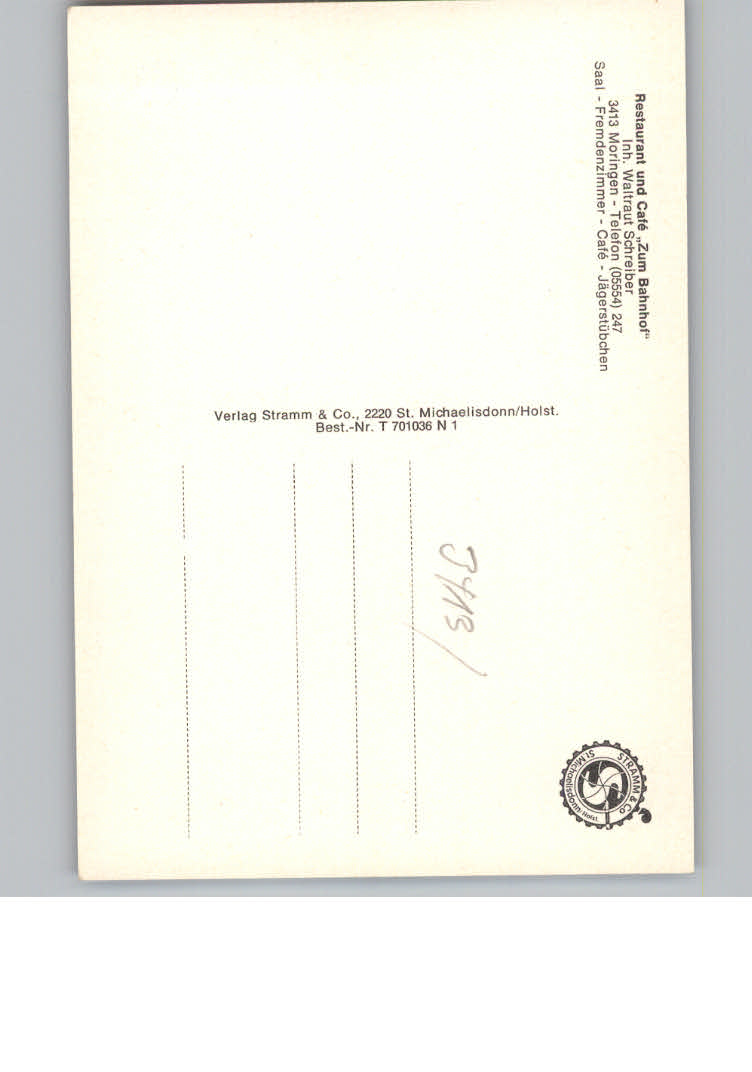 Restaurant und Café „Zum Bahnhof“
Inh. Waltraut Schreiber
3413 Moringen - Telefon (05554) 247
Saal - Fremdenzimmer - Café - Jägerstübchen
Verlag Stramm & Co., 2220 St. Michaelisdonn/Holst.
Best.-Nr. T 701036 N 1
3413/
STRAMM & Co
St.Michaelisdonn-Holst.